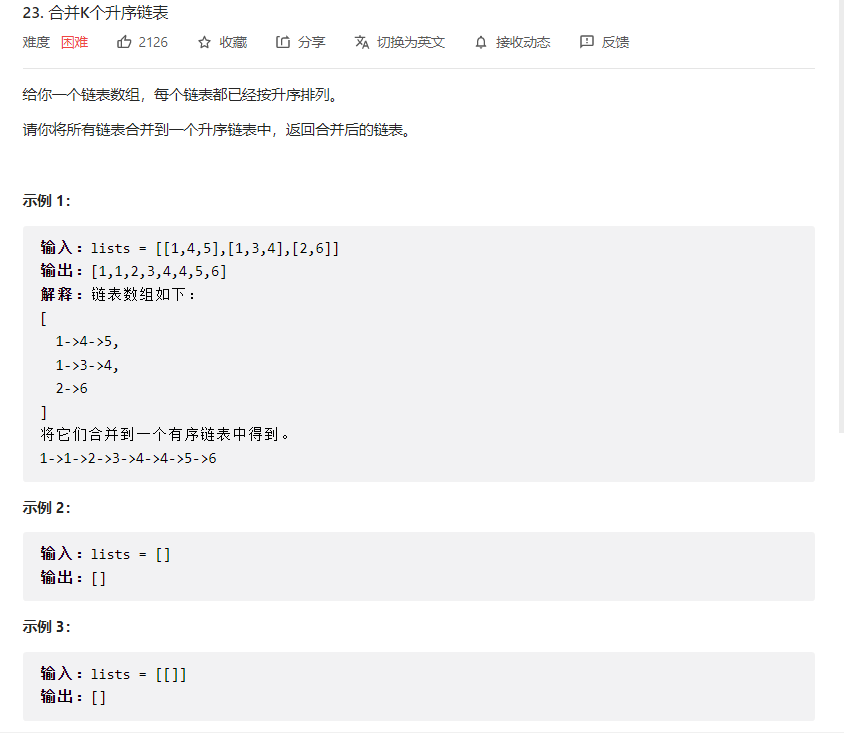 23. 合并K个升序链表
难度 困难 2126 收藏 分享 切换为英文 接收动态 反馈
给你一个链表数组，每个链表都已经按升序排列。
请你将所有链表合并到一个升序链表中，返回合并后的链表。
示例 1：
输入：lists = [[1,4,5],[1,3,4],[2,6]]
输出：[1,1,2,3,4,4,5,6]
解释：链表数组如下：
[
  1->4->5,
  1->3->4,
  2->6
]
将它们合并到一个有序链表中得到。
1->1->2->3->4->4->5->6
示例 2：
输入：lists = []
输出：[]
示例 3：
输入：lists = [[]]
输出：[]